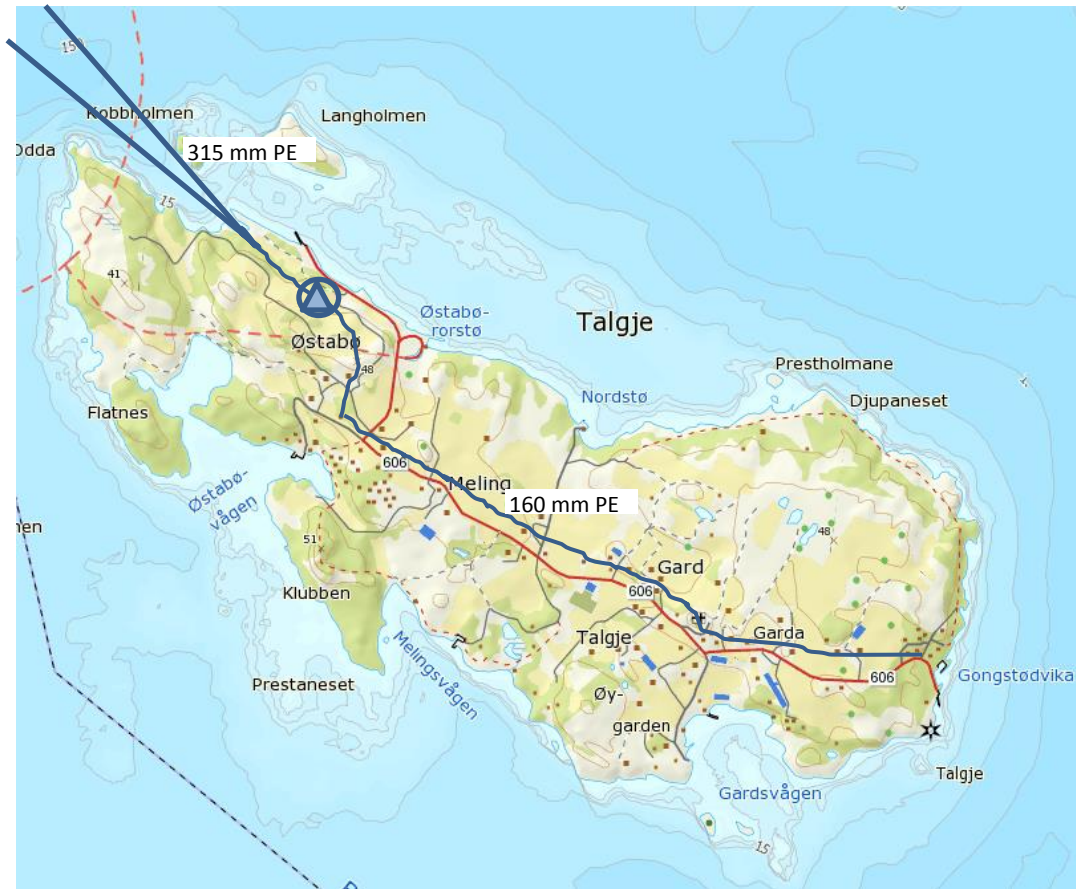 15
Kobbholmen
Langholmen
Odda
315 mm PE
15
41
Østabø-
rorstø
Talgje
Østabø
48
Prestholmane
Nordstø
Djupaneset
Flatnes
606
Meling
Østabø-
vågen
160 mm PE
48
51
Gard
Klubben
606
Talgje
Garda
Melingsvågen
Prestaneset
Øy-
garden
606
Gongstødvika
Talgje
Gardsvågen
15